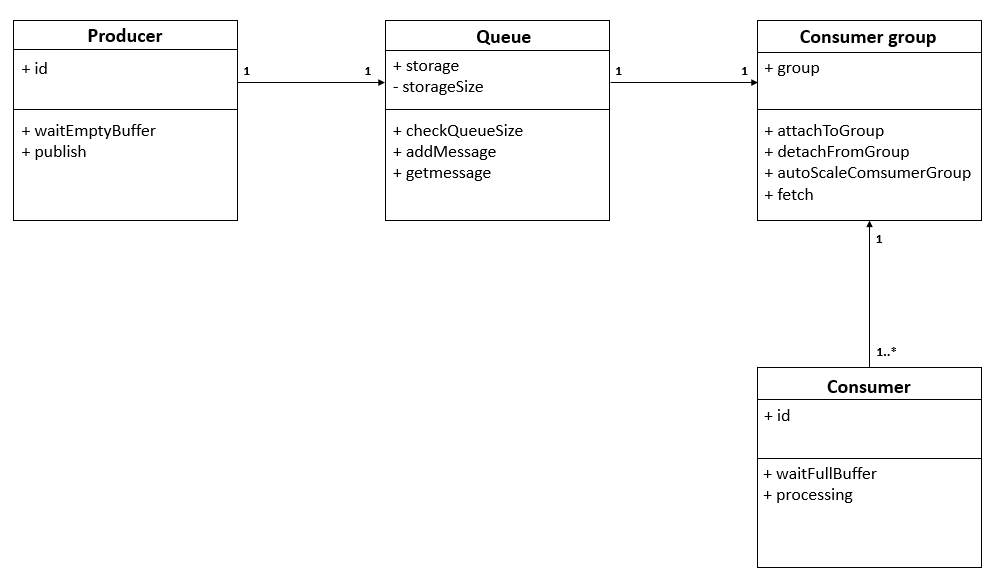 Producer
+ id
+ waitEmptyBuffer
+ publish
1
1
Queue
+ storage
- storageSize
+ checkQueueSize
+ addMessage
+ getmessage
1
1
Consumer group
+ group
+ attachToGroup
+ detachFromGroup
+ autoScaleComsumerGroup
+ fetch
1
1..*
Consumer
+ id
+ waitFullBuffer
+ processing